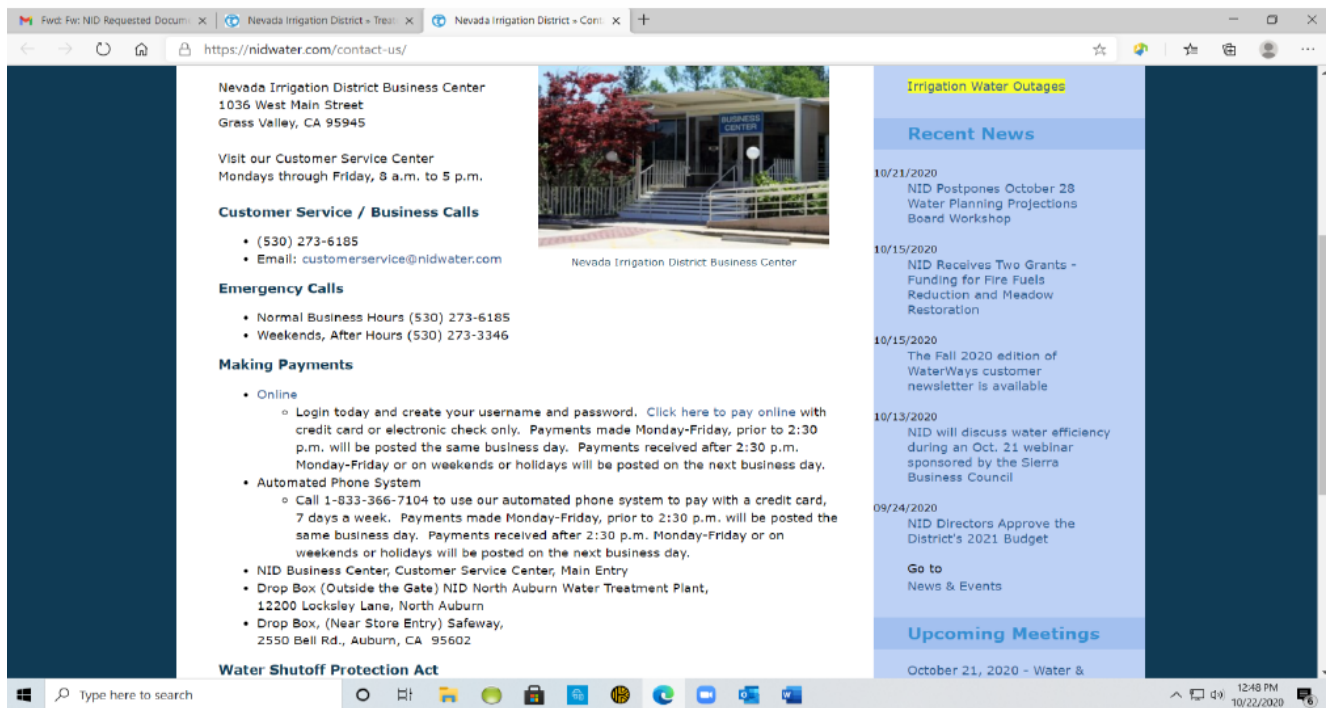 Fwd: Fw: NID Requested Docume
Nevada Irrigation District » Treat
Nevada Irrigation District » Cont
https://nidwater.com/contact-us/
Nevada Irrigation District Business Center
1036 West Main Street
Grass Valley, CA 95945
Visit our Customer Service Center
Mondays through Friday, 8 a.m. to 5 p.m.
Customer Service / Business Calls
• (530) 273-6185
• Email: customerservice@nidwater.com
BUSINESS
CENTER
Nevada Irrigation District Business Center
Emergency Calls
• Normal Business Hours (530) 273-6185
• Weekends, After Hours (530) 273-3346
Making Payments
• Online
◦ Login today and create your username and password. Click here to pay online with
credit card or electronic check only. Payments made Monday-Friday, prior to 2:30
p.m. will be posted the same business day. Payments received after 2:30 p.m.
Monday-Friday or on weekends or holidays will be posted on the next business day.
• Automated Phone System
◦ Call 1-833-366-7104 to use our automated phone system to pay with a credit card,
7 days a week. Payments made Monday-Friday, prior to 2:30 p.m. will be posted the
same business day. Payments received after 2:30 p.m. Monday-Friday or on
weekends or holidays will be posted on the next business day.
• NID Business Center, Customer Service Center, Main Entry
• Drop Box (Outside the Gate) NID North Auburn Water Treatment Plant,
12200 Locksley Lane, North Auburn
• Drop Box, (Near Store Entry) Safeway,
2550 Bell Rd., Auburn, CA 95602
Water Shutoff Protection Act
Irrigation Water Outages
Recent News
10/21/2020
NID Postpones October 28
Water Planning Projections
Board Workshop
10/15/2020
NID Receives Two Grants -
Funding for Fire Fuels
Reduction and Meadow
Restoration
10/15/2020
The Fall 2020 edition of
WaterWays customer
newsletter is available
10/13/2020
NID will discuss water efficiency
during an Oct. 21 webinar
sponsored by the Sierra
Business Council
09/24/2020
NID Directors Approve the
District's 2021 Budget
Go to
News & Events
Upcoming Meetings
October 21, 2020 - Water &
Type here to search
12:48 PM
10/22/2020
6